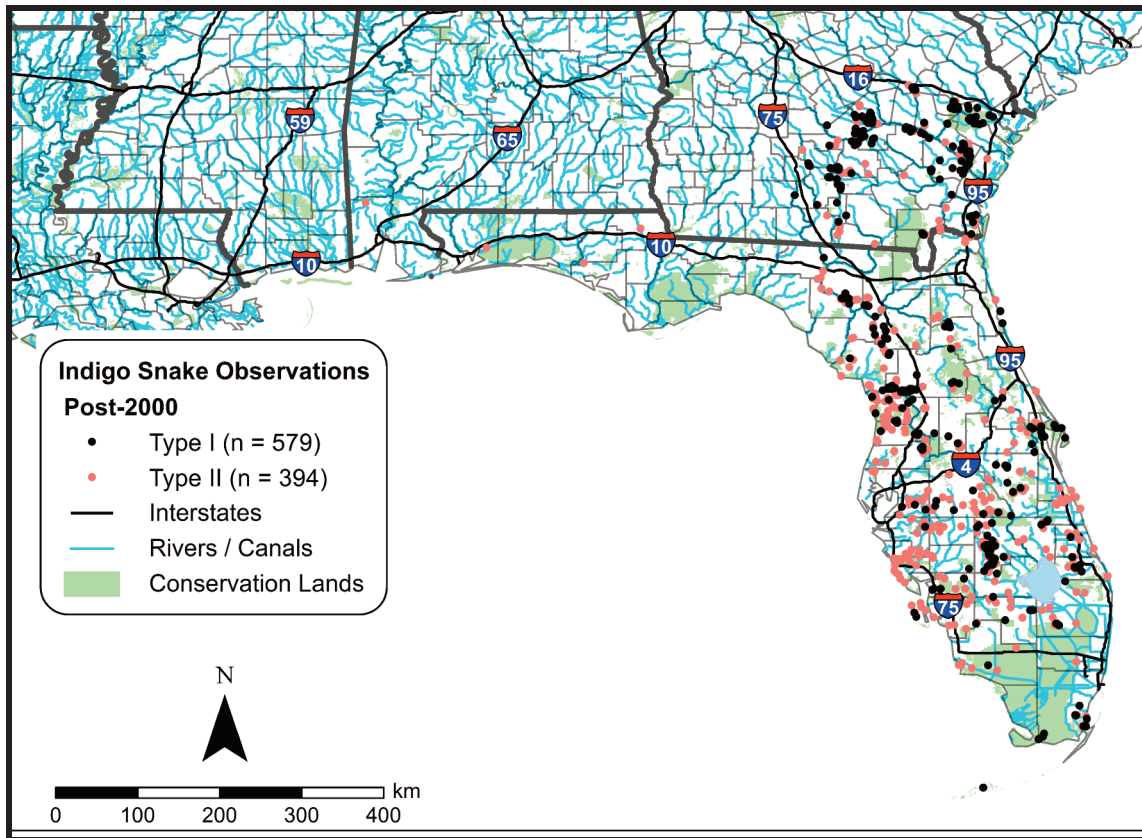 16
75
59
65
95
10
10
95
Indigo Snake Observations
Post-2000
Type I (n = 579)
Type II (n = 394)
Interstates
Rivers / Canals
Conservation Lands
4
75
N
km
0 100 200 300 400